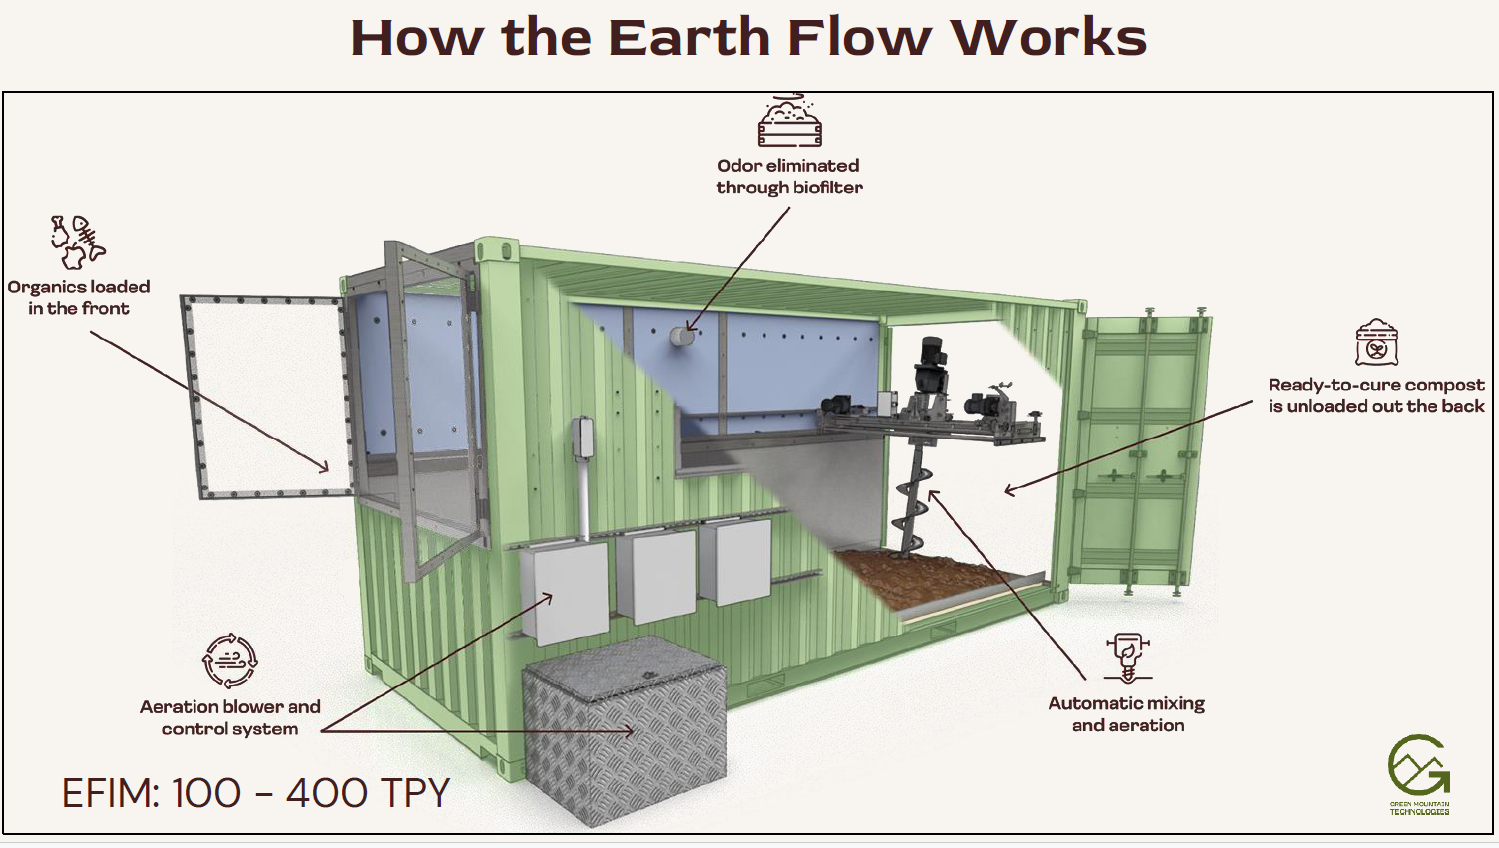 How the Earth Flow Works
Odor eliminated
through biofilter
Organics loaded
in the front
Ready-to-cure compost
is unloaded out the back
Aeration blower and
control system
Automatic mixing
and aeration
EFIM: 100 – 400 TPY
GREEN MOUNTAIN
TECHNOLOGIES